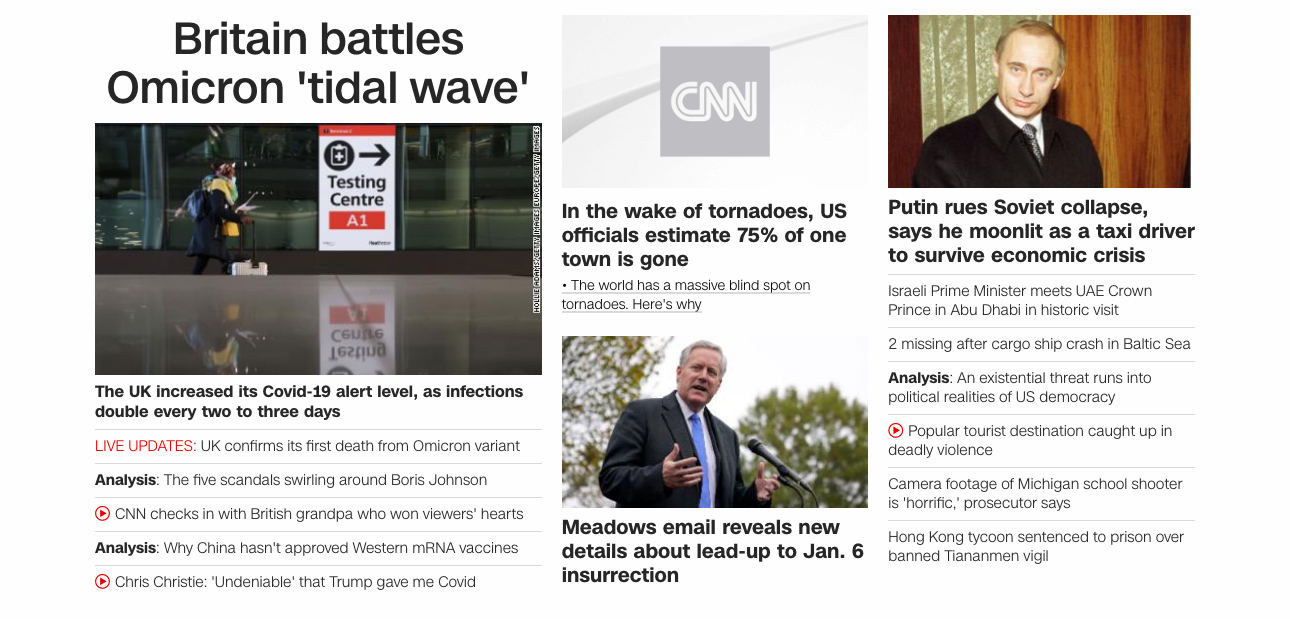 Britain battles
Omicron 'tidal wave'
Testing
Centre
A1
Heathrow
HOLLIE ADAMS/GETTY IMAGES EUROPE/GETTY IMAGES
The UK increased its Covid-19 alert level, as infections
double every two to three days
LIVE UPDATES: UK confirms its first death from Omicron variant
Analysis: The five scandals swirling around Boris Johnson
CNN checks in with British grandpa who won viewers' hearts
Analysis: Why China hasn't approved Western mRNA vaccines
Chris Christie: 'Undeniable' that Trump gave me Covid
CNN
In the wake of tornadoes, US
officials estimate 75% of one
town is gone
• The world has a massive blind spot on
tornadoes. Here's why
Meadows email reveals new
details about lead-up to Jan. 6
insurrection
Putin rues Soviet collapse,
says he moonlit as a taxi driver
to survive economic crisis
Israeli Prime Minister meets UAE Crown
Prince in Abu Dhabi in historic visit
2 missing after cargo ship crash in Baltic Sea
Analysis: An existential threat runs into
political realities of US democracy
Popular tourist destination caught up in
deadly violence
Camera footage of Michigan school shooter
is 'horrific,' prosecutor says
Hong Kong tycoon sentenced to prison over
banned Tiananmen vigil